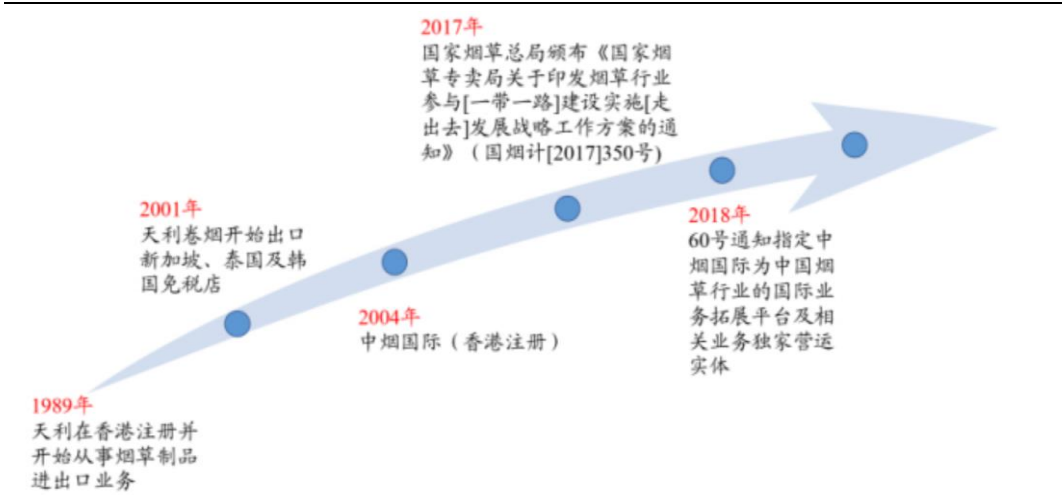 1989年
天利在香港注册并
开始从事烟草制品
进出口业务
2001年
天利卷烟开始出口
新加坡、泰国及韩
国免税店
2004年
中烟国际（香港注册）
2017年
国家烟草总局颁布《国家烟
草专卖局关于印发烟草行业
参与[一带一路]建设实施[走
出去]发展战略工作方案的通
知》（国烟计[2017]350号)
2018年
60号通知指定中
烟国际为中国烟
草行业的国际业
务拓展平台及相
关业务独家营运
实体